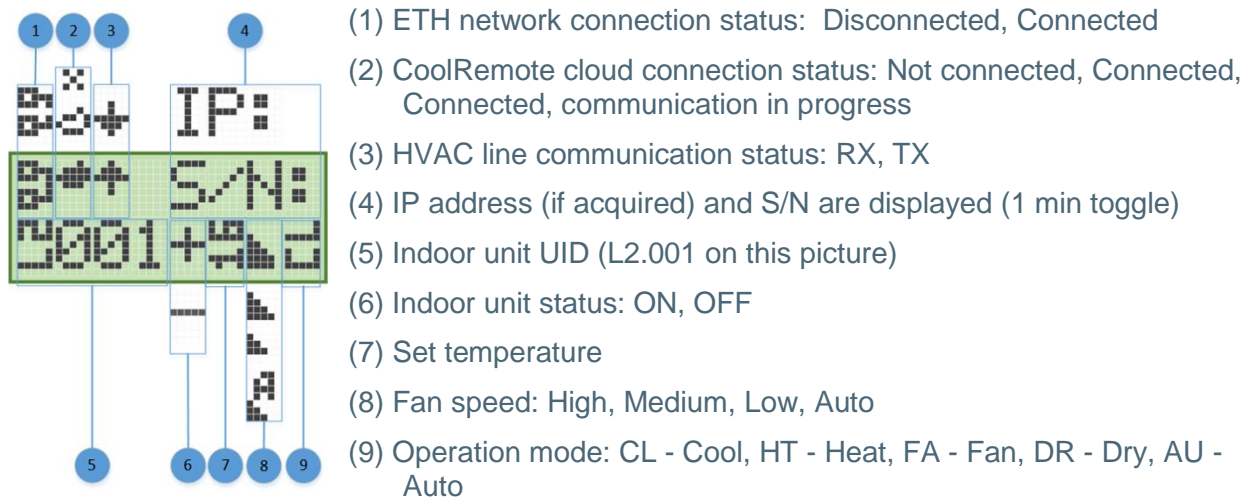 1 2 3 4
IP:
S/N:
001 +
5 6 7 8 9
(1) ETH network connection status: Disconnected, Connected
(2) CoolRemote cloud connection status: Not connected, Connected,
Connected, communication in progress
(3) HVAC line communication status: RX, TX
(4) IP address (if acquired) and S/N are displayed (1 min toggle)
(5) Indoor unit UID (L2.001 on this picture)
(6) Indoor unit status: ON, OFF
(7) Set temperature
(8) Fan speed: High, Medium, Low, Auto
(9) Operation mode: CL - Cool, HT - Heat, FA - Fan, DR - Dry, AU -
Auto